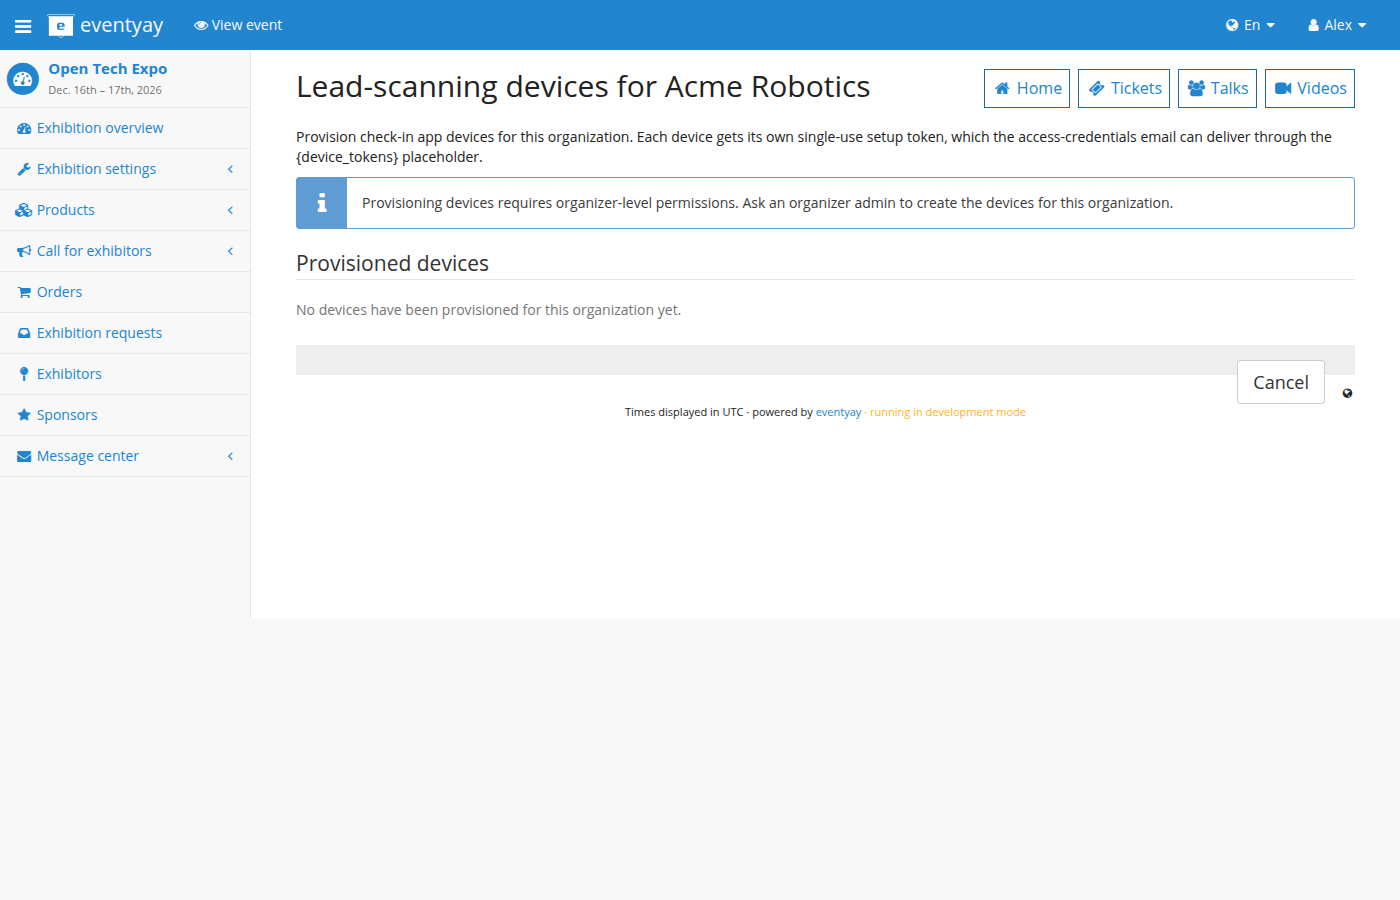 e eventyay
View event
En
Alex
Open Tech Expo
Dec. 16th – 17th, 2026
Exhibition overview
Exhibition settings
Products
Call for exhibitors
Orders
Exhibition requests
Exhibitors
Sponsors
Message center
Lead-scanning devices for Acme Robotics
Home
Tickets
Talks
Videos
Provision check-in app devices for this organization. Each device gets its own single-use setup token, which the access-credentials email can deliver through the
{device_tokens} placeholder.
Provisioning devices requires organizer-level permissions. Ask an organizer admin to create the devices for this organization.
Provisioned devices
No devices have been provisioned for this organization yet.
Cancel
Times displayed in UTC · powered by eventyay · running in development mode